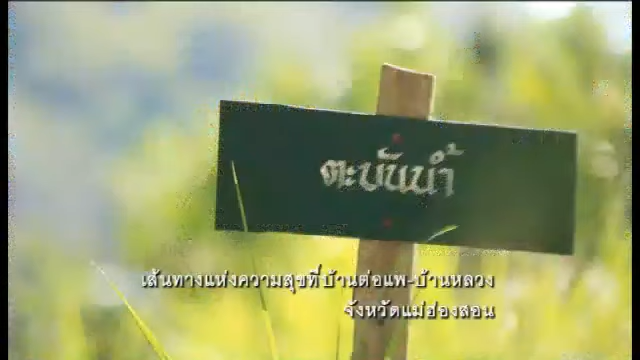 ตะบันน้ำ
เส้นทางแห่งความสุขที่บ้านต่อแพ-บ้านหลวง
จังหวัดแม่ฮ่องสอน